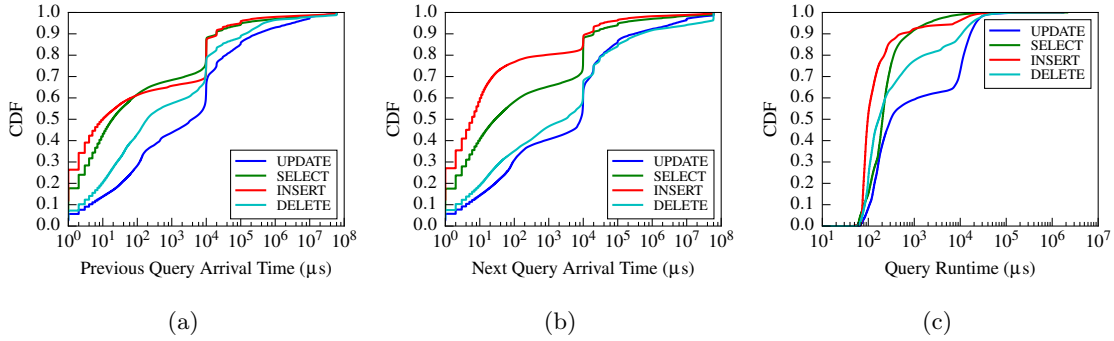 1.0
0.9
0.8
0.7
0.6
0.5
0.4
0.3
0.2
0.1
0.0
CDF
10^0 10^1 10^2 10^3 10^4 10^5 10^6 10^7 10^8
Previous Query Arrival Time (μs)
UPDATE
SELECT
INSERT
DELETE
(a)
1.0
0.9
0.8
0.7
0.6
0.5
0.4
0.3
0.2
0.1
0.0
CDF
10^0 10^1 10^2 10^3 10^4 10^5 10^6 10^7 10^8
Next Query Arrival Time (μs)
UPDATE
SELECT
INSERT
DELETE
(b)
1.0
0.9
0.8
0.7
0.6
0.5
0.4
0.3
0.2
0.1
0.0
CDF
10^1 10^2 10^3 10^4 10^5 10^6 10^7
Query Runtime (μs)
UPDATE
SELECT
INSERT
DELETE
(c)